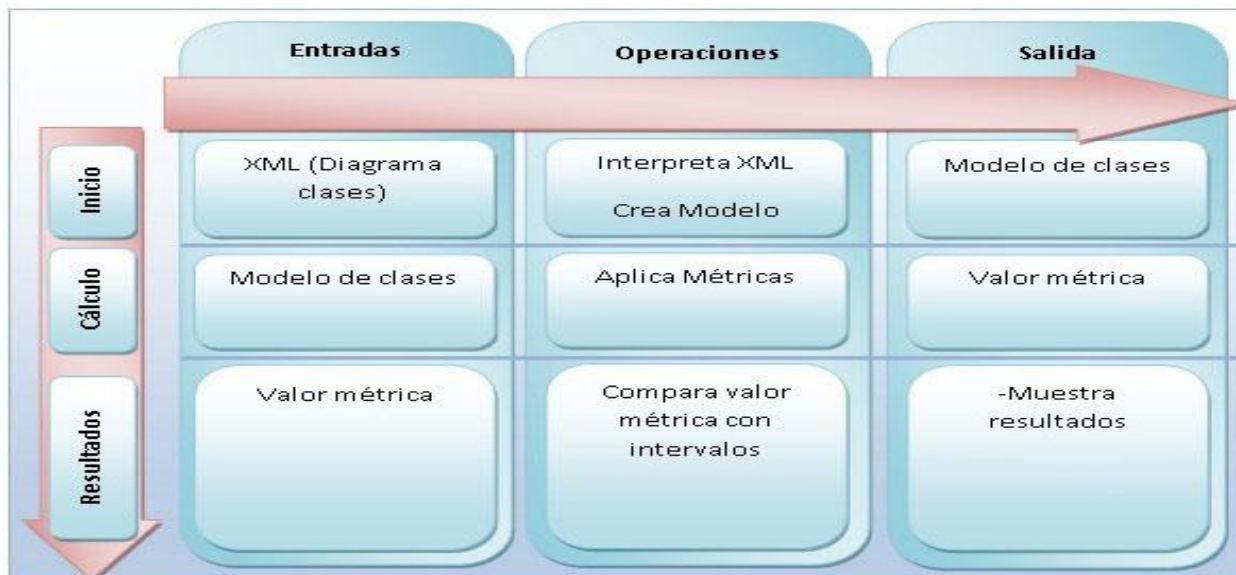 Entradas
Operaciones
Salida
Inicio
XML (Diagrama
clases)
Interpreta XML
Crea Modelo
Modelo de clases
Cálculo
Modelo de clases
Aplica Métricas
Valor métrica
Resultados
Valor métrica
Compara valor
métrica con
intervalos
-Muestra
resultados